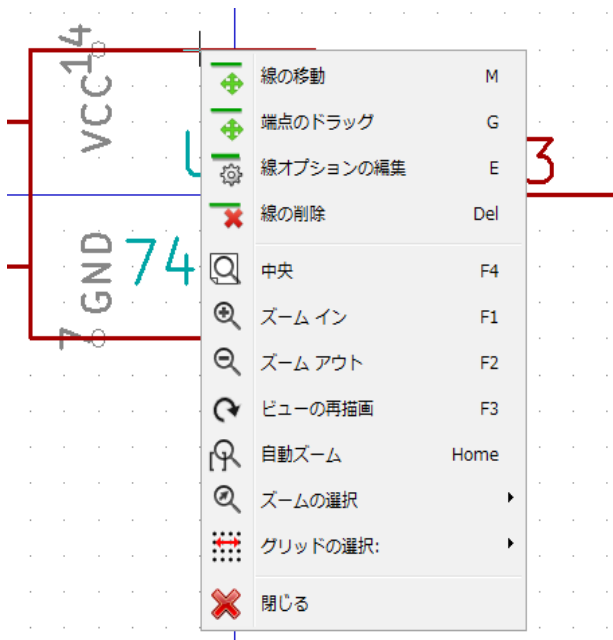 14
VCC
U
3
GND
74
7
線の移動 M
端点のドラッグ G
線オプションの編集 E
線の削除 Del
中央 F4
ズーム イン F1
ズーム アウト F2
ビューの再描画 F3
自動ズーム Home
ズームの選択
グリッドの選択:
閉じる